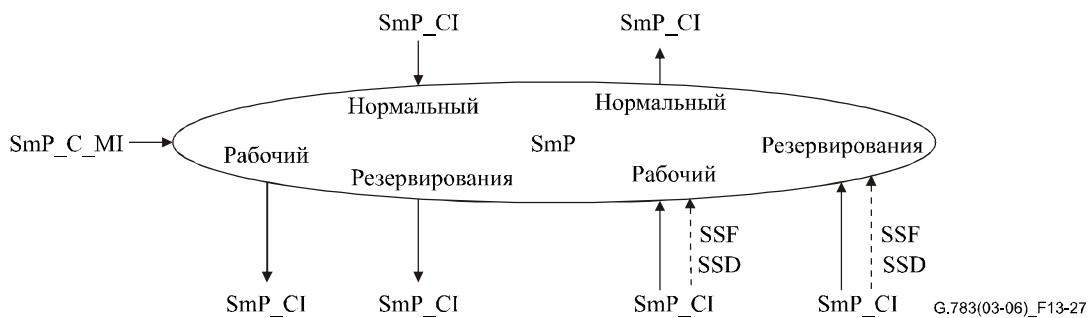 SmP_CI
SmP_CI
Нормальный
Нормальный
SmP_C_MI
SmP
Рабочий
Резервирования
Рабочий
Резервирования
SSF
SSD
SSF
SSD
SmP_CI
SmP_CI
SmP_CI
SmP_CI
G.783(03-06)_F13-27